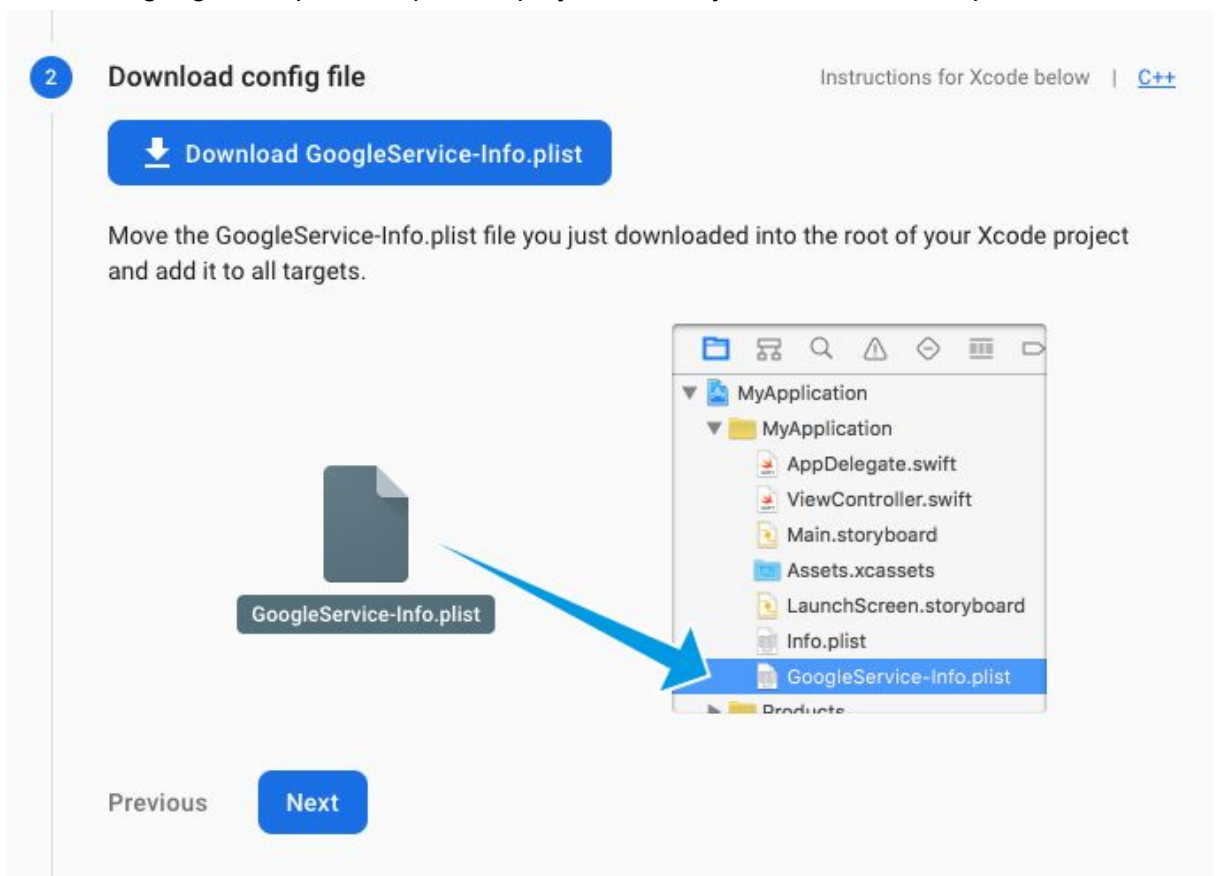 2
Download config file
Instructions for Xcode below | C++
Download GoogleService-Info.plist
Move the GoogleService-Info.plist file you just downloaded into the root of your Xcode project
and add it to all targets.
MyApplication
MyApplication
AppDelegate.swift
ViewController.swift
Main.storyboard
Assets.xcassets
LaunchScreen.storyboard
Info.plist
GoogleService-Info.plist
GoogleService-Info.plist
Products
Previous
Next